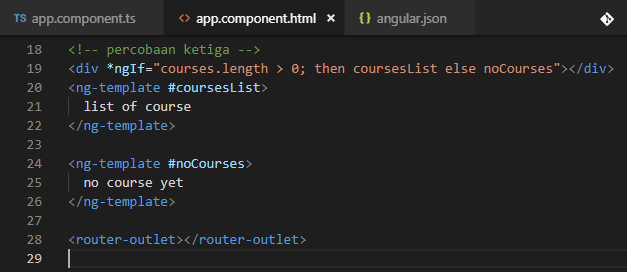 TS app.component.ts <> app.component.html × {} angular.json
18 <!-- percobaan ketiga -->
19 <div *ngIf="courses.length > 0; then coursesList else noCourses"></div>
20 <ng-template #coursesList>
21 list of course
22 </ng-template>
23
24 <ng-template #noCourses>
25 no course yet
26 </ng-template>
27
28 <router-outlet></router-outlet>
29